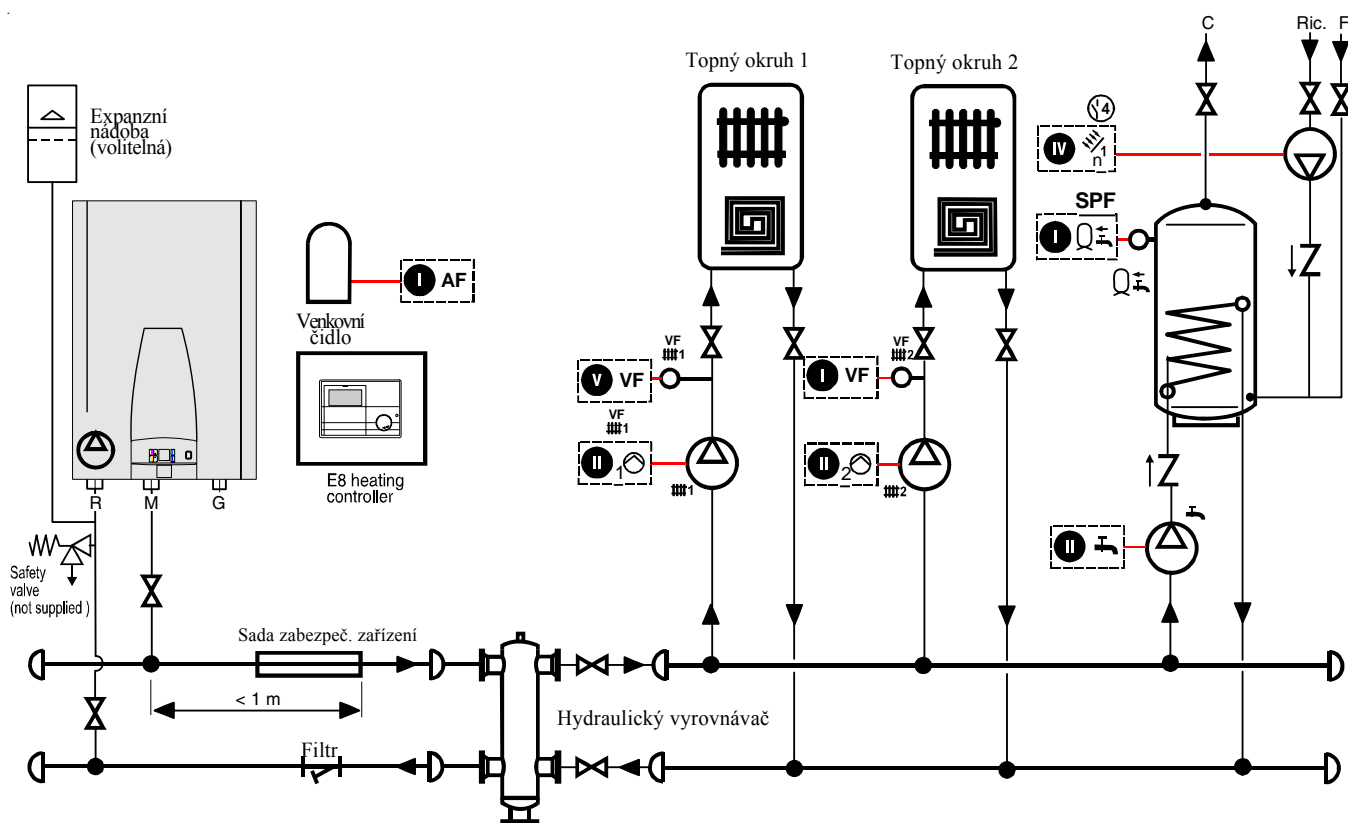 C
Ric.
F
Topný okruh 1
Topný okruh 2
Expanzní
nádoba
(volitelná)
4
IV
n
1
SPF
I
I AF
Venkovní
čidlo
VF
1
V VF
VF
2
I VF
VF
1
II 1
1
II 2
2
E8 heating
controller
R
M
G
II
Safety
valve
(not supplied )
Sada zabezpeč. zařízení
< 1 m
Hydraulický vyrovnávač
Filtr